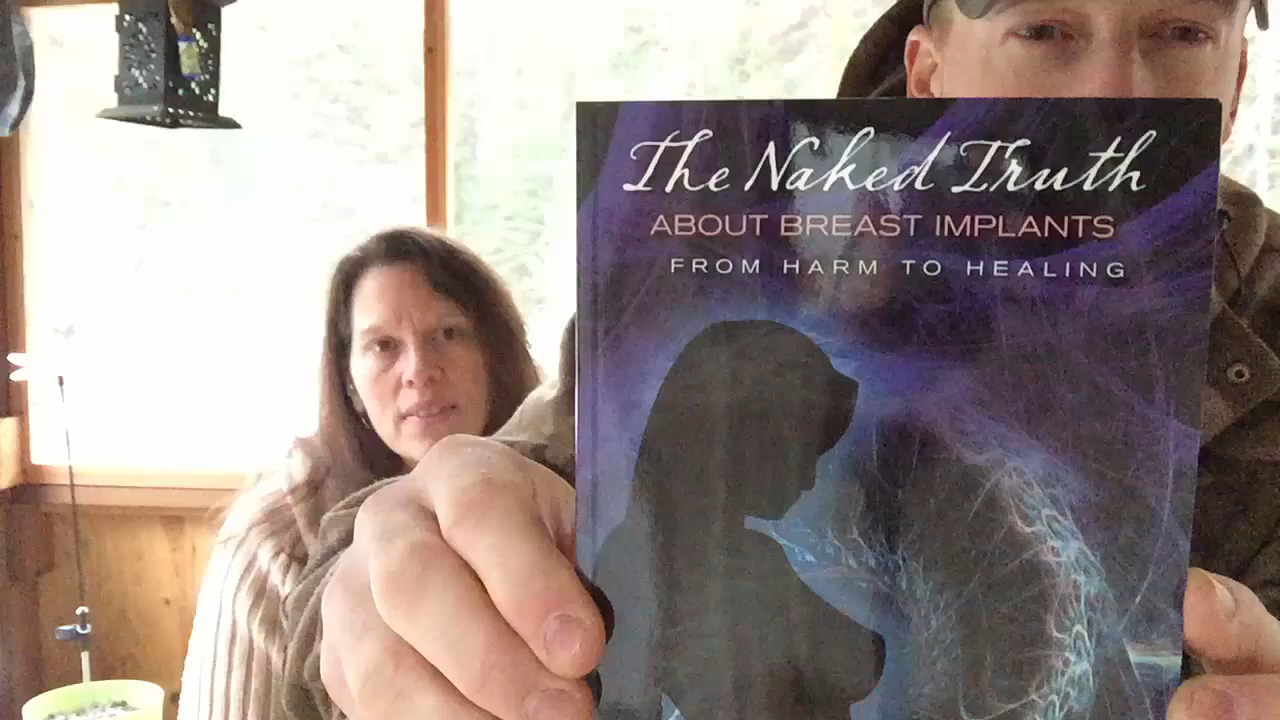 The Naked Truth
ABOUT BREAST IMPLANTS
FROM HARM TO HEALING